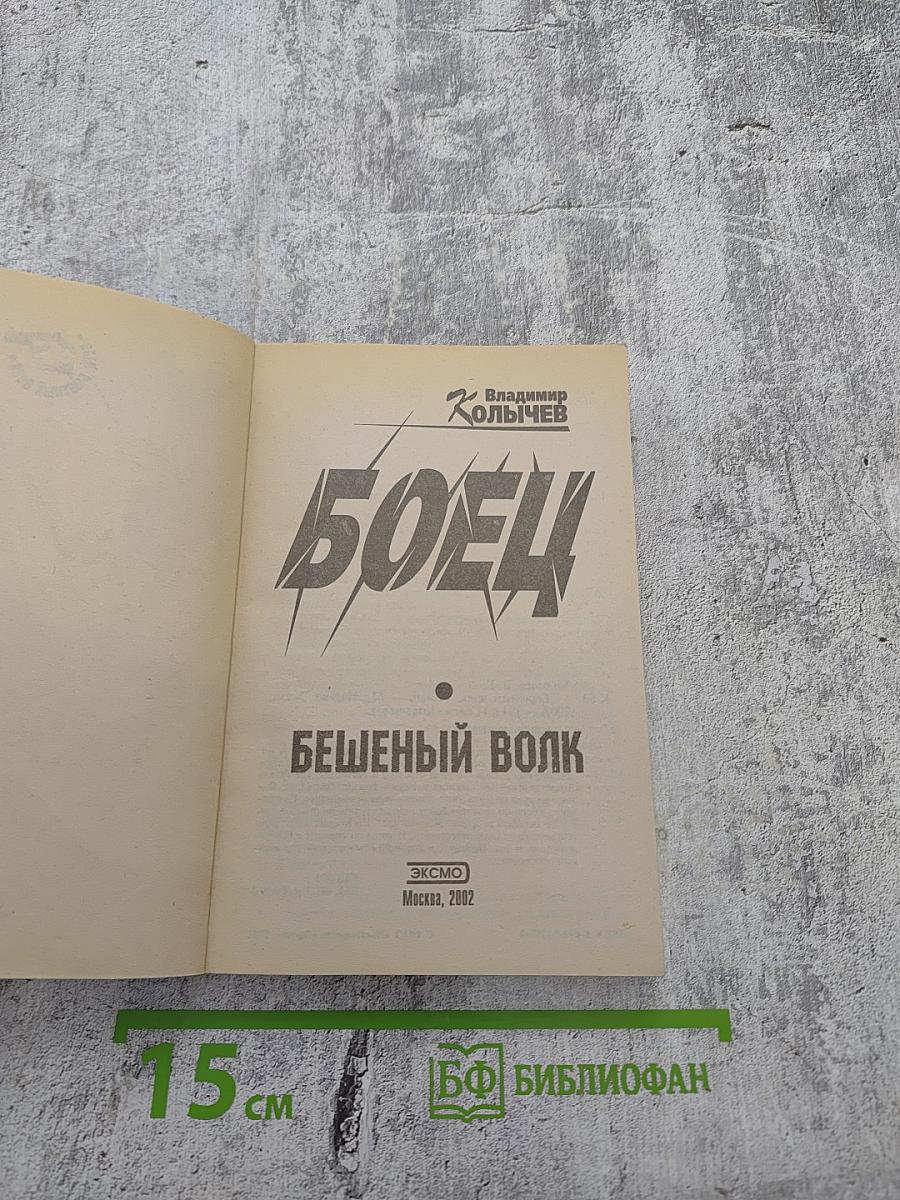 Владимир
Колычев
БОЕЦ
БЕШЕНЫЙ ВОЛК
ЭКСМО
Москва, 2002
15 см
БФ БИБЛИОФАН